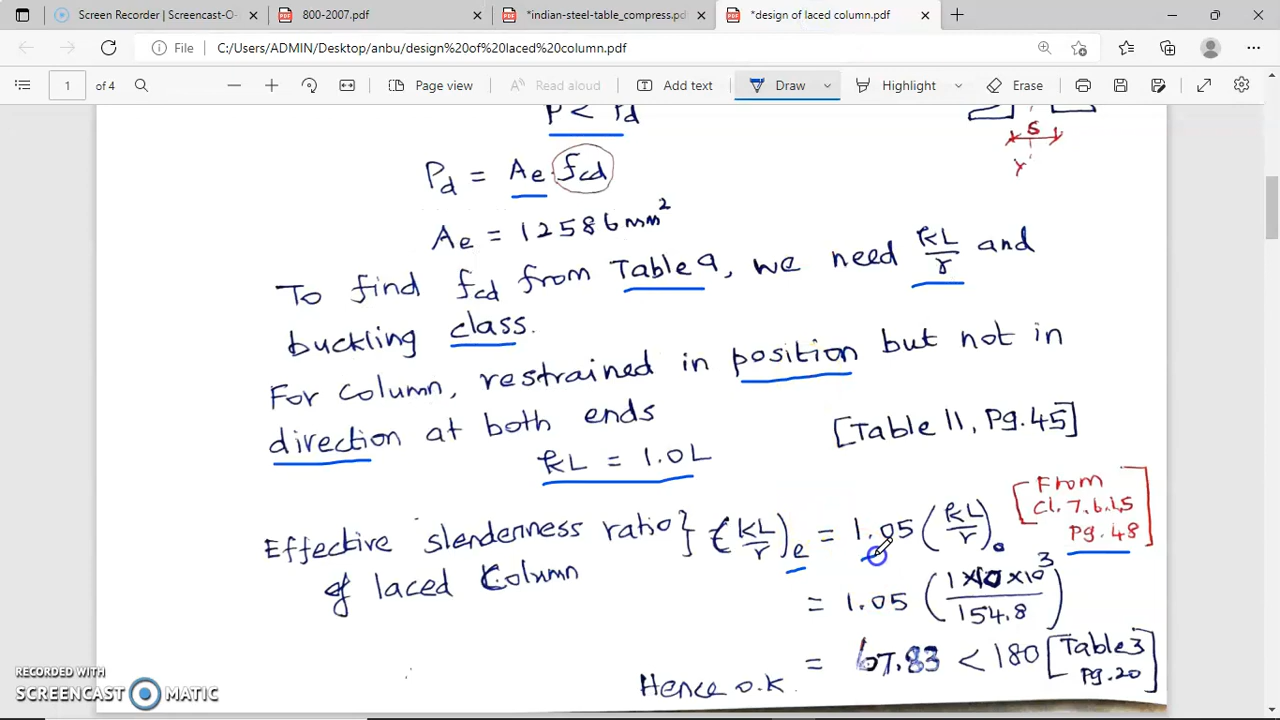 Screen Recorder | Screencast-O-
800-2007.pdf
*indian-steel-table_compress.pd
*design of laced column.pdf
File
C:/Users/ADMIN/Desktop/anbu/design%20of%20laced%20column.pdf
1
of 4
Page view
Read aloud
Add text
Draw
Highlight
Erase
P < Pd
S
Y
Pd = Ae fcd
Ae = 12586mm²
To find fcd from Table 9, we need KL/r and
buckling class.
For column, restrained in position but not in
direction at both ends
[Table 11, Pg.45]
KL = 1.0L
[From
Cl.7.6.1.5
Pg.48]
Effective slenderness ratio } (KL/r)e = 1.05 (KL/r)o
of laced Column
= 1.05 (1×10×10³/154.8)
= 67.83 < 180 [Table 3
Pg.20]
Hence o.K
RECORDED WITH
SCREENCAST MATIC